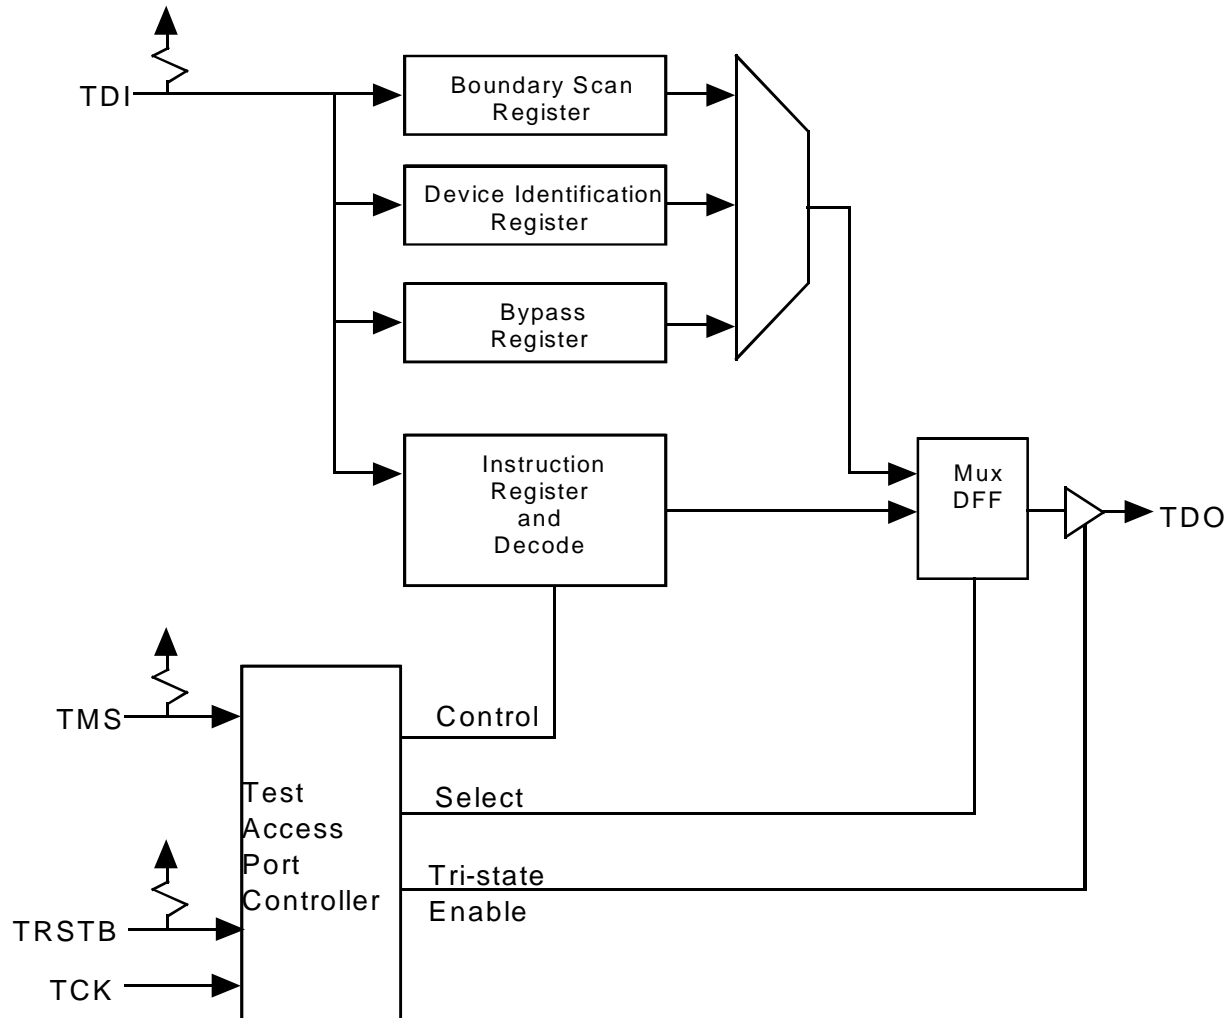 TDI
Boundary Scan
Register
Device Identification
Register
Bypass
Register
Instruction
Register
and
Decode
Mux
DFF
TDO
TMS
Control
Test
Access
Port
Controller
Select
Tri-state
Enable
TRSTB
TCK